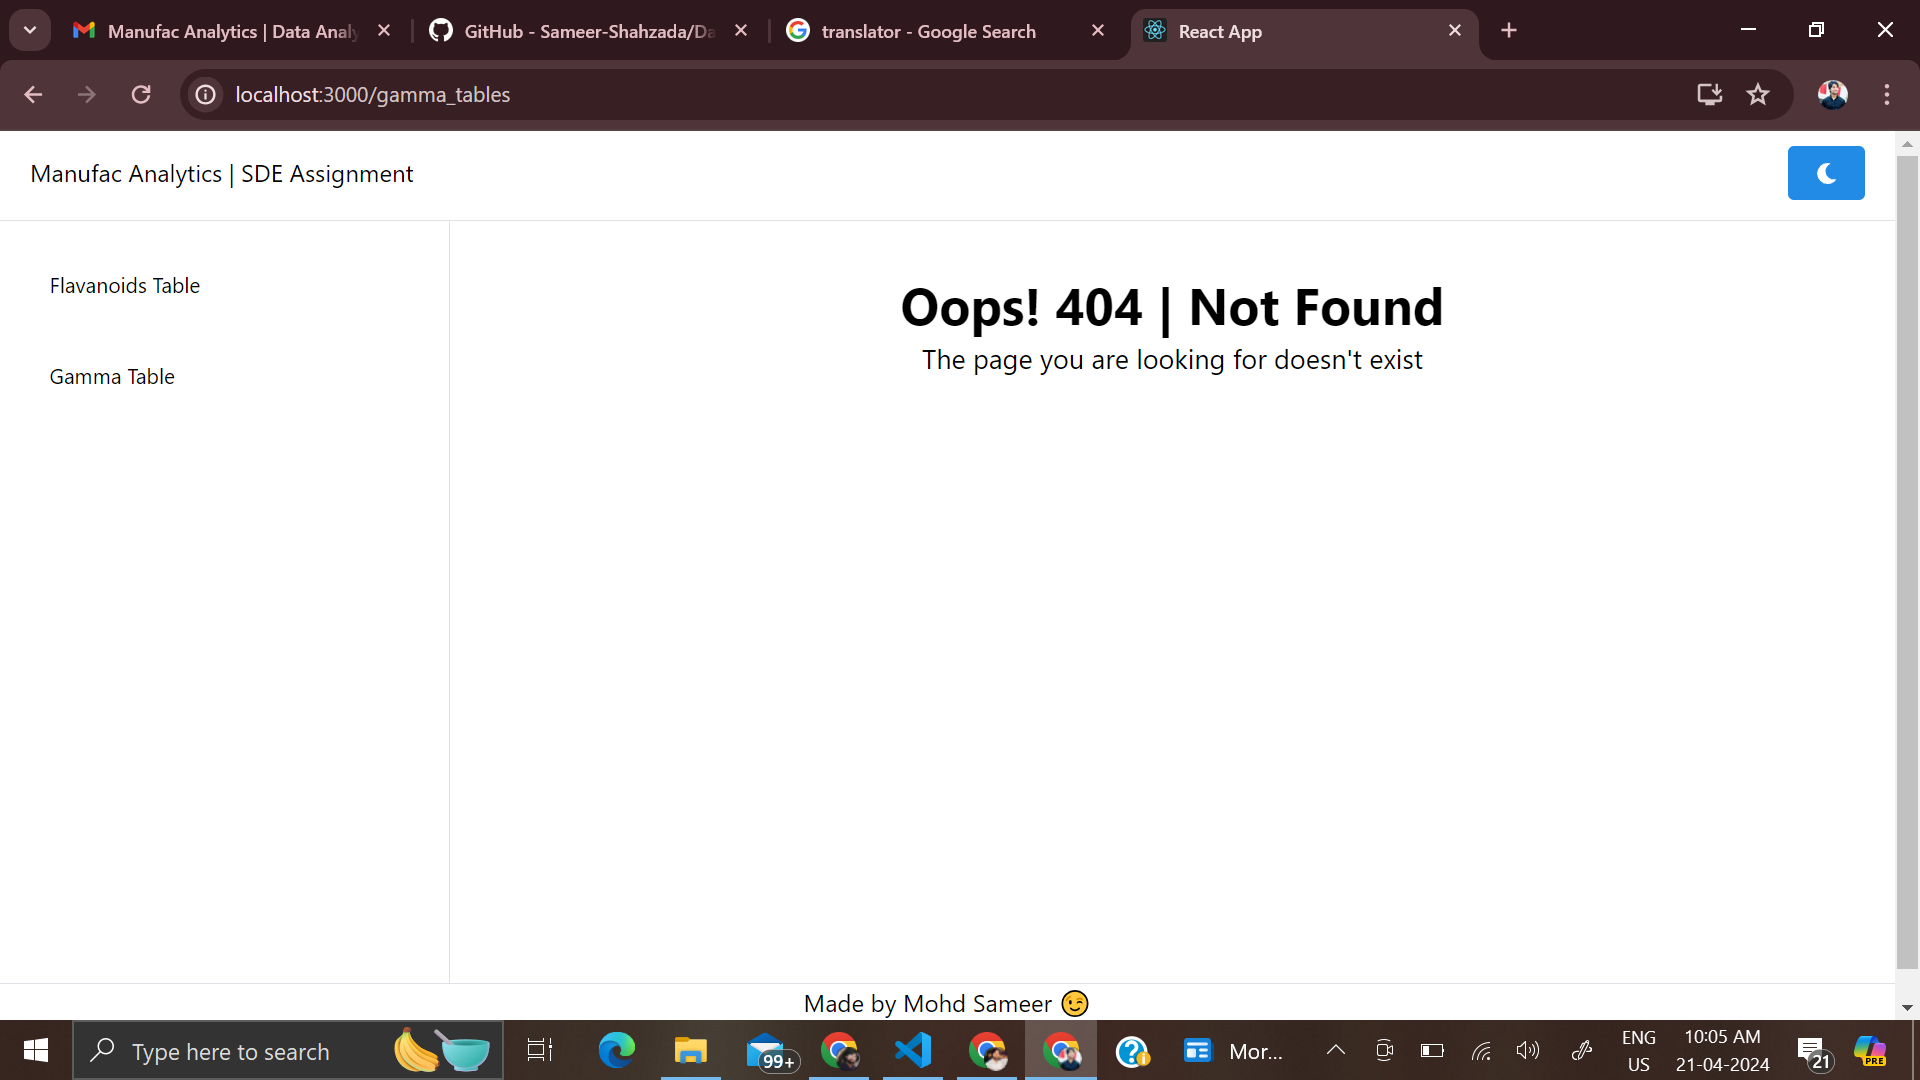 Manufac Analytics | Data Analy
GitHub - Sameer-Shahzada/Da
translator - Google Search
React App
localhost:3000/gamma_tables
Manufac Analytics | SDE Assignment
Flavanoids Table
Gamma Table
Oops! 404 | Not Found
The page you are looking for doesn't exist
Made by Mohd Sameer 😉
Type here to search
99+
Mor...
ENG
US
10:05 AM
21-04-2024
21
PRE